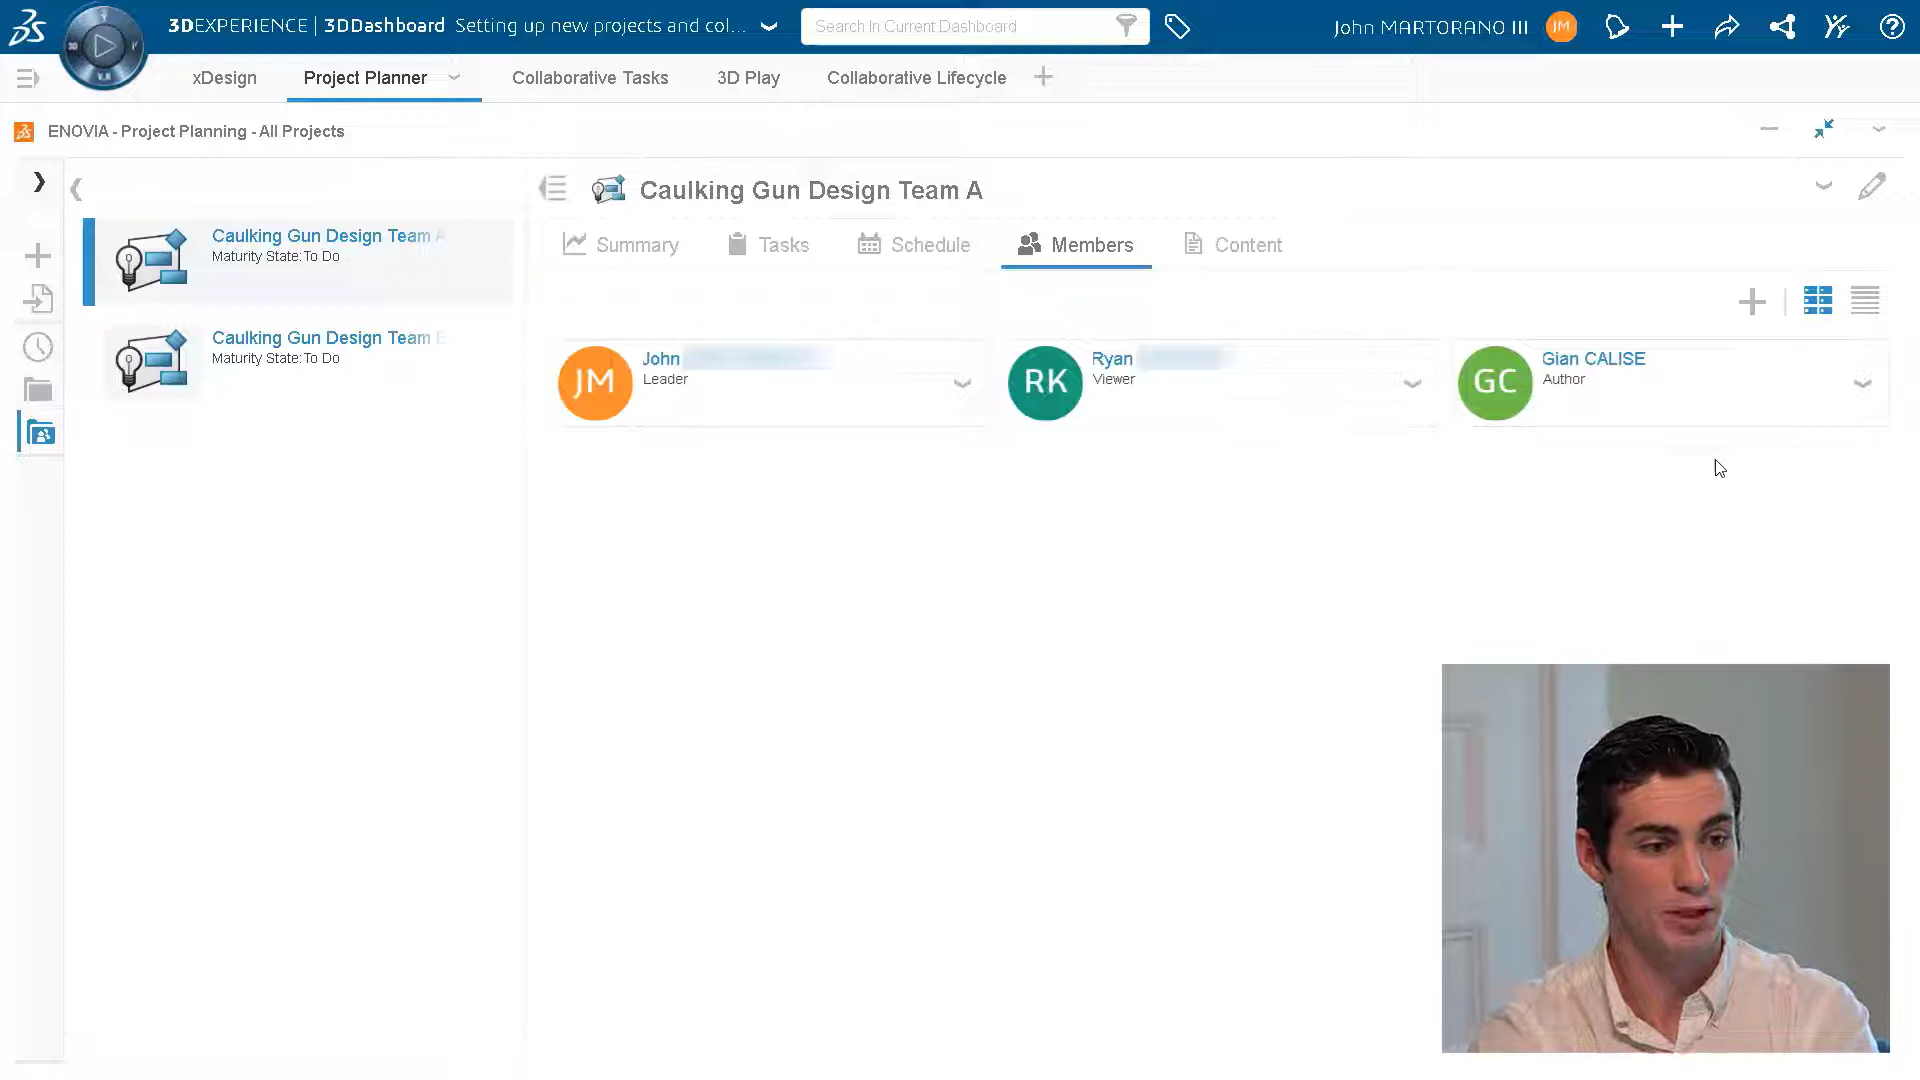 3DEXPERIENCE | 3DDashboard Setting up new projects and col...
Search In Current Dashboard
John MARTORANO III JM
xDesign
Project Planner
Collaborative Tasks
3D Play
Collaborative Lifecycle
ENOVIA - Project Planning - All Projects
Caulking Gun Design Team A
Maturity State:To Do
Caulking Gun Design Team
Maturity State:To Do
Caulking Gun Design Team A
Summary
Tasks
Schedule
Members
Content
JM
John
Leader
RK
Ryan
Viewer
GC
Gian CALISE
Author